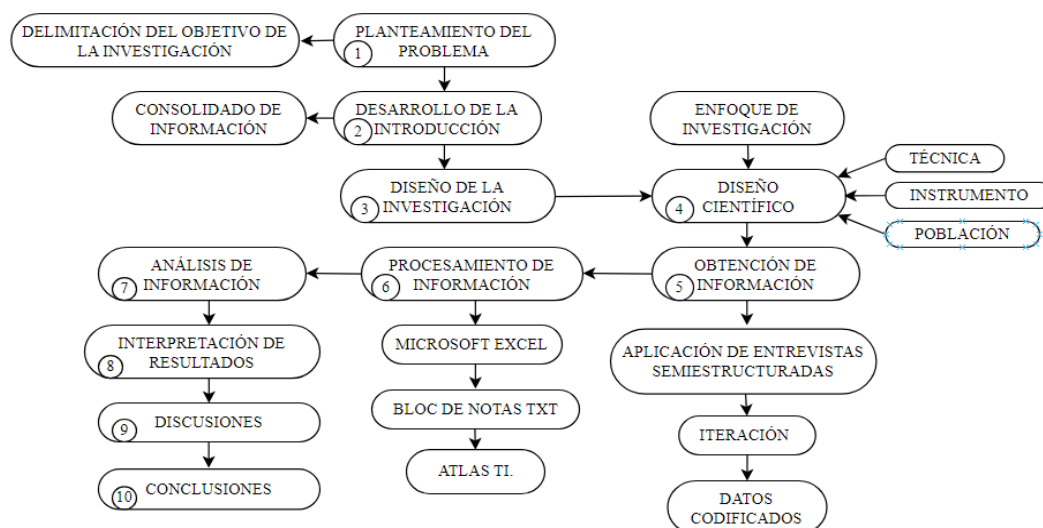 DELIMITACIÓN DEL OBJETIVO DE
LA INVESTIGACIÓN
PLANTEAMIENTO DEL
PROBLEMA
1
CONSOLIDADO DE
INFORMACIÓN
DESARROLLO DE LA
INTRODUCCIÓN
2
ENFOQUE DE
INVESTIGACIÓN
DISEÑO DE LA
INVESTIGACIÓN
3
DISEÑO
CIENTÍFICO
4
TÉCNICA
INSTRUMENTO
POBLACIÓN
ANÁLISIS DE
INFORMACIÓN
7
PROCESAMIENTO DE
INFORMACIÓN
6
OBTENCIÓN DE
INFORMACIÓN
5
INTERPRETACIÓN DE
RESULTADOS
8
MICROSOFT EXCEL
APLICACIÓN DE ENTREVISTAS
SEMIESTRUCTURADAS
DISCUSIONES
9
BLOC DE NOTAS TXT
ITERACIÓN
CONCLUSIONES
10
ATLAS TI.
DATOS
CODIFICADOS